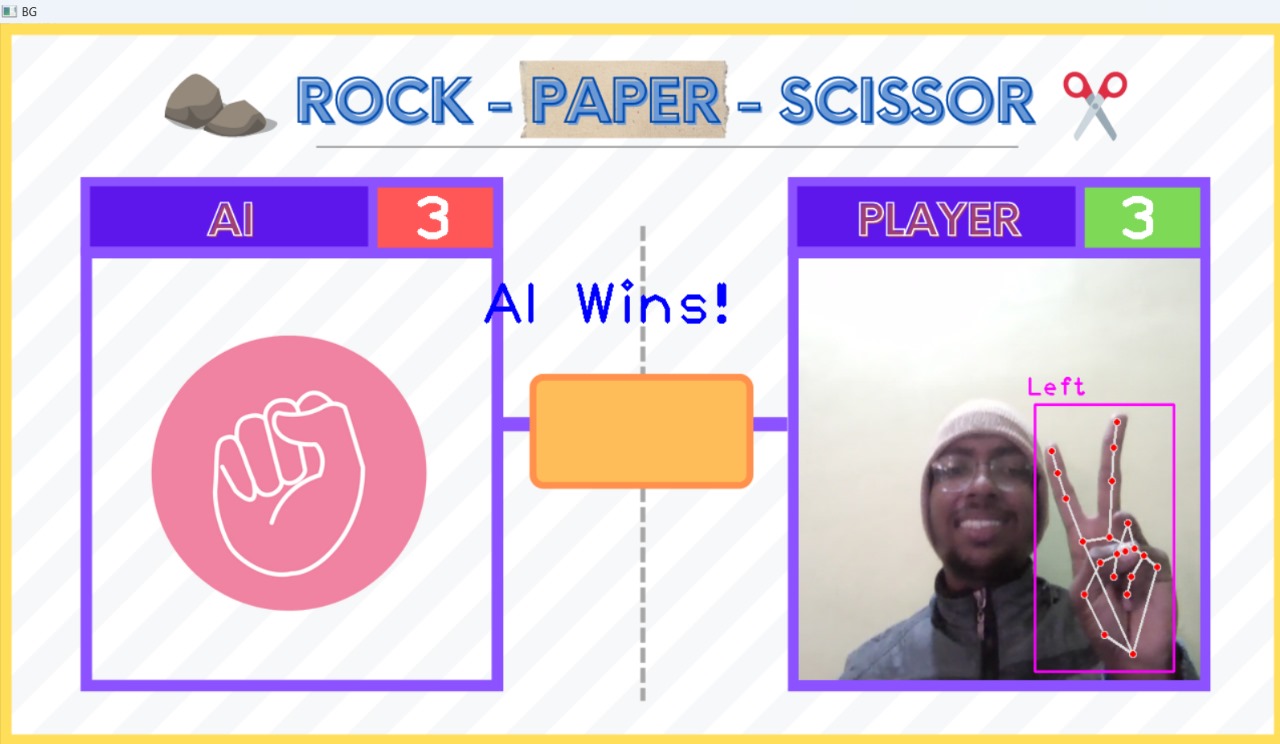 BG
ROCK - PAPER - SCISSOR
AI 3
PLAYER 3
AI Wins!
Left